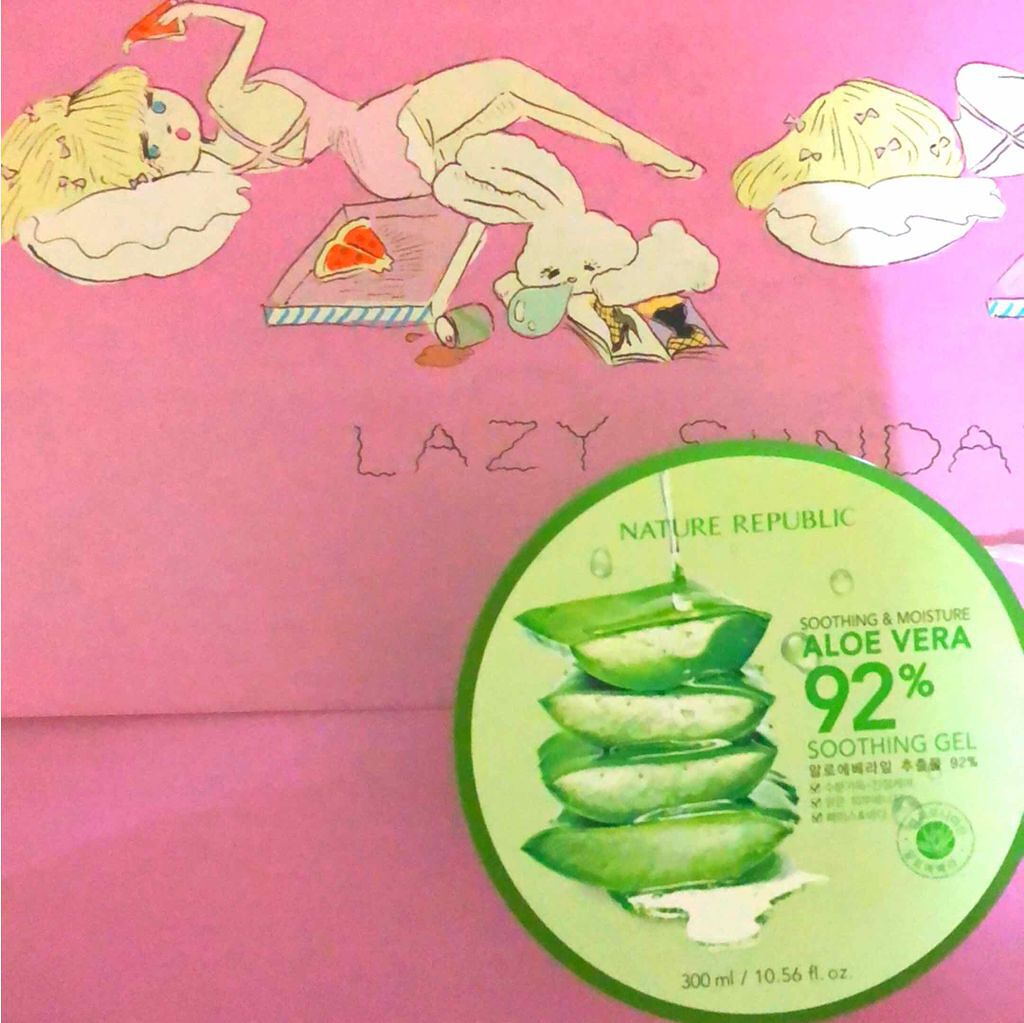 LAZY
NATURE REPUBLIC
SOOTHING & MOISTURE
ALOE VERA
92%
SOOTHING GEL
알로에베라잎 추출물 92%
300 ml / 10.56 fl. oz.